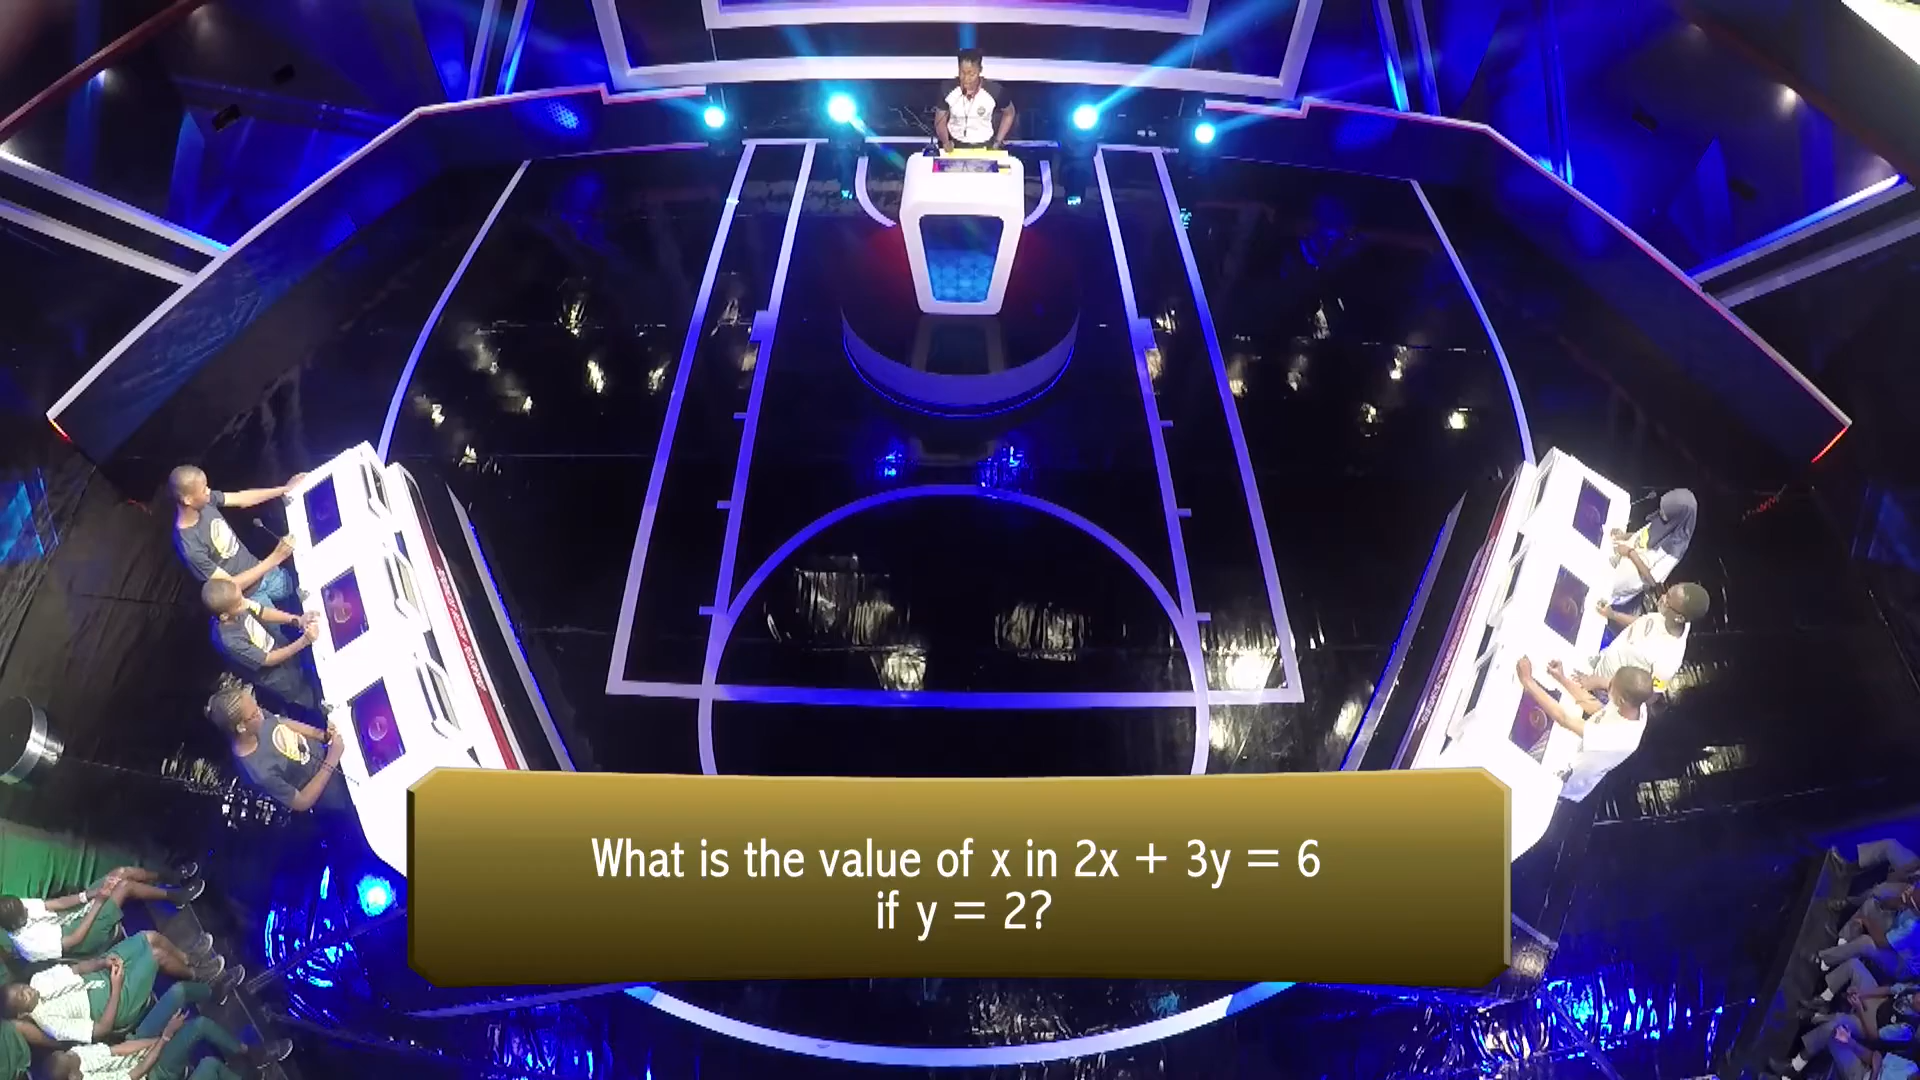 What is the value of x in 2x + 3y = 6
if y = 2?